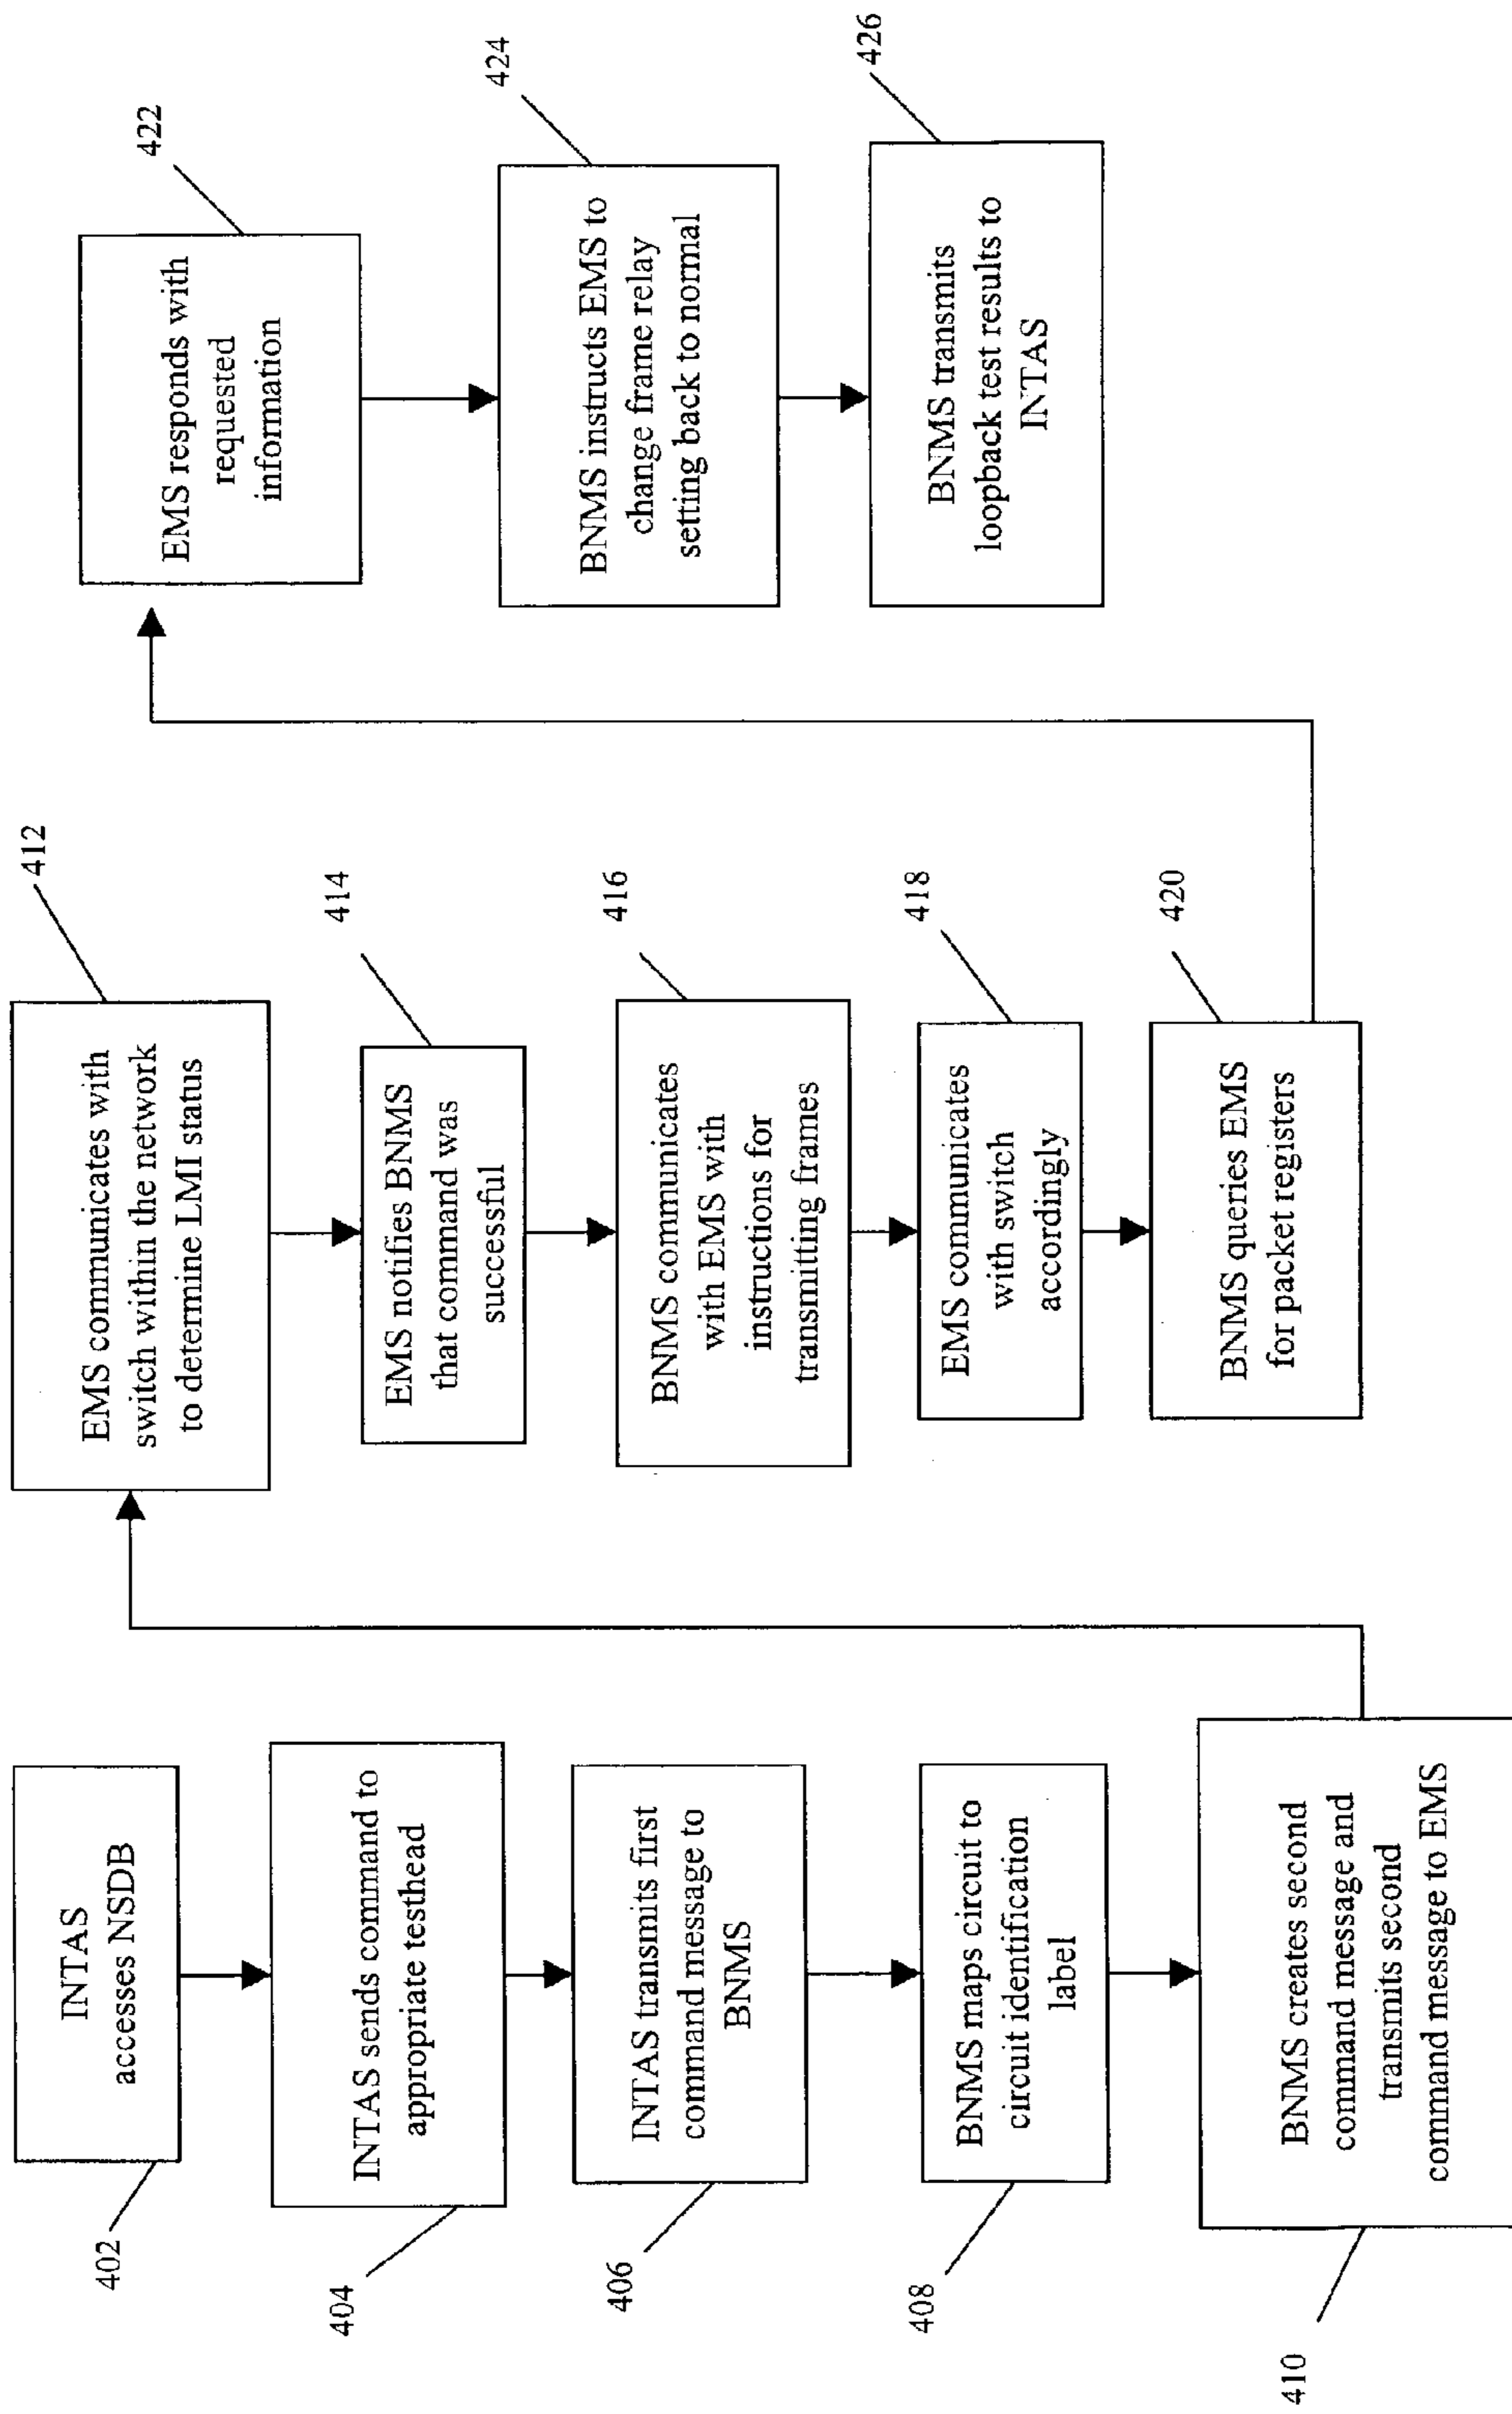 INTAS
accesses NSDB
402
INTAS sends command to
appropriate testhead
404
INTAS transmits first
command message to
BNMS
406
BNMS maps circuit to
circuit identification
label
408
BNMS creates second
command message and
transmits second
command message to EMS
410
EMS communicates with
switch within the network
to determine LMI status
412
EMS notifies BNMS
that command was
successful
414
BNMS communicates
with EMS with
instructions for
transmitting frames
416
EMS communicates
with switch
accordingly
418
BNMS queries EMS
for packet registers
420
EMS responds with
requested
information
422
BNMS instructs EMS to
change frame relay
setting back to normal
424
BNMS transmits
loopback test results to
INTAS
426